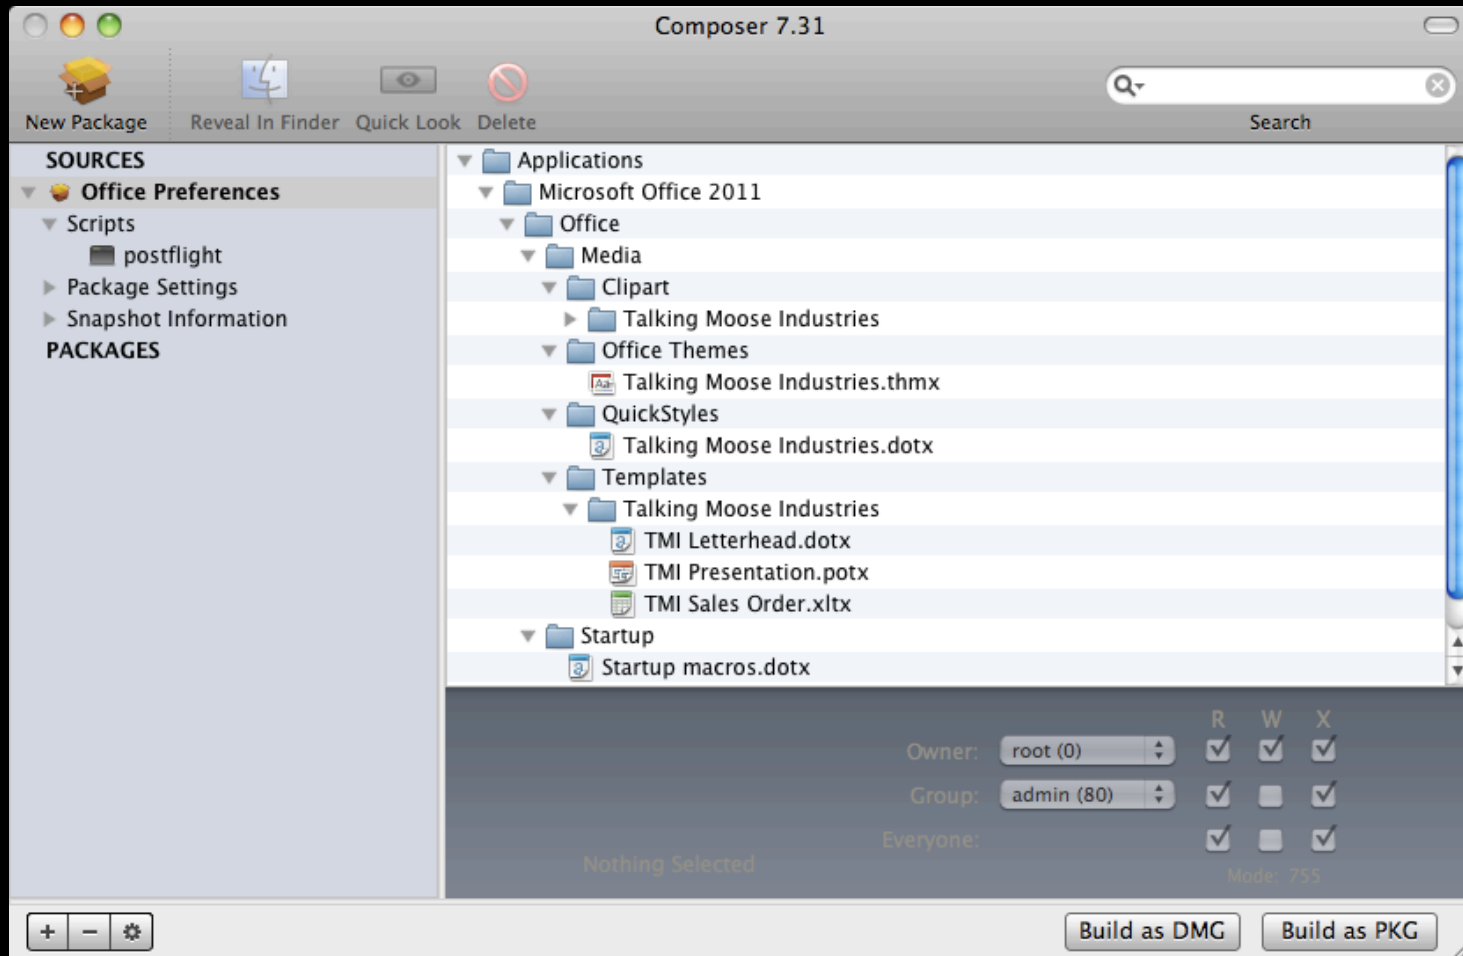 Composer 7.31
New Package
Reveal In Finder
Quick Look
Delete
Search
SOURCES
Office Preferences
Scripts
postflight
Package Settings
Snapshot Information
PACKAGES
Applications
Microsoft Office 2011
Office
Media
Clipart
Talking Moose Industries
Office Themes
Talking Moose Industries.thmx
QuickStyles
Talking Moose Industries.dotx
Templates
Talking Moose Industries
TMI Letterhead.dotx
TMI Presentation.potx
TMI Sales Order.xltx
Startup
Startup macros.dotx
R W X
Owner: root (0)
Group: admin (80)
Everyone:
Nothing Selected
Mode: 755
Build as DMG
Build as PKG